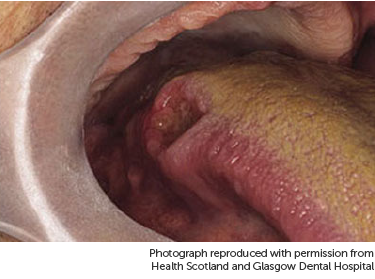 Photograph reproduced with permission from
Health Scotland and Glasgow Dental Hospital